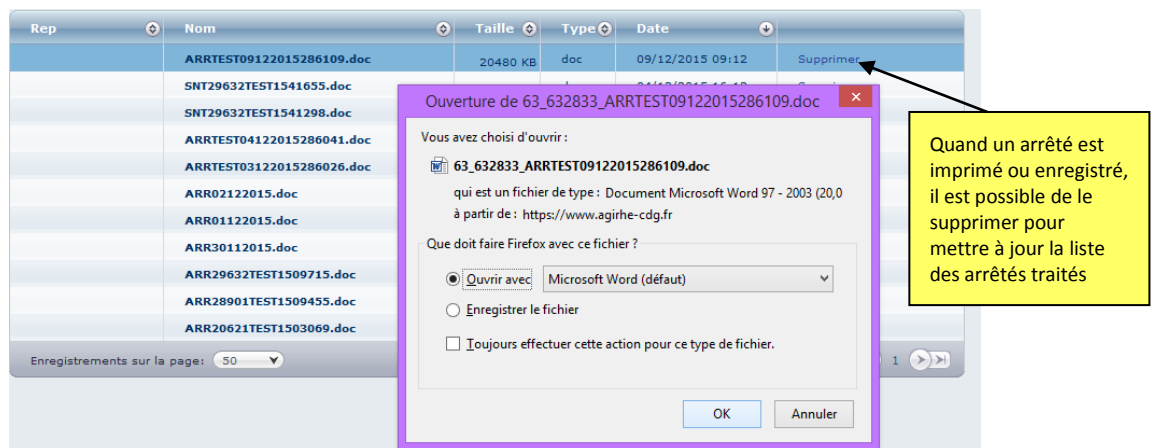 Rep Nom Taille Type Date
ARRTEST09122015286109.doc 20480 KB doc 09/12/2015 09:12 Supprimer
SNT29632TEST1541655.doc
SNT29632TEST1541298.doc
ARRTEST04122015286041.doc
ARRTEST03122015286026.doc
ARR02122015.doc
ARR01122015.doc
ARR30112015.doc
ARR29632TEST1509715.doc
ARR28901TEST1509455.doc
ARR20621TEST1503069.doc
Enregistrements sur la page: 50 1
Ouverture de 63_632833_ARRTEST09122015286109.doc
Vous avez choisi d'ouvrir :
63_632833_ARRTEST09122015286109.doc
qui est un fichier de type : Document Microsoft Word 97 - 2003 (20,0
à partir de : https://www.agirhe-cdg.fr
Que doit faire Firefox avec ce fichier ?
Ouvrir avec Microsoft Word (défaut)
Enregistrer le fichier
Toujours effectuer cette action pour ce type de fichier.
OK Annuler
Quand un arrêté est
imprimé ou enregistré,
il est possible de le
supprimer pour
mettre à jour la liste
des arrêtés traités